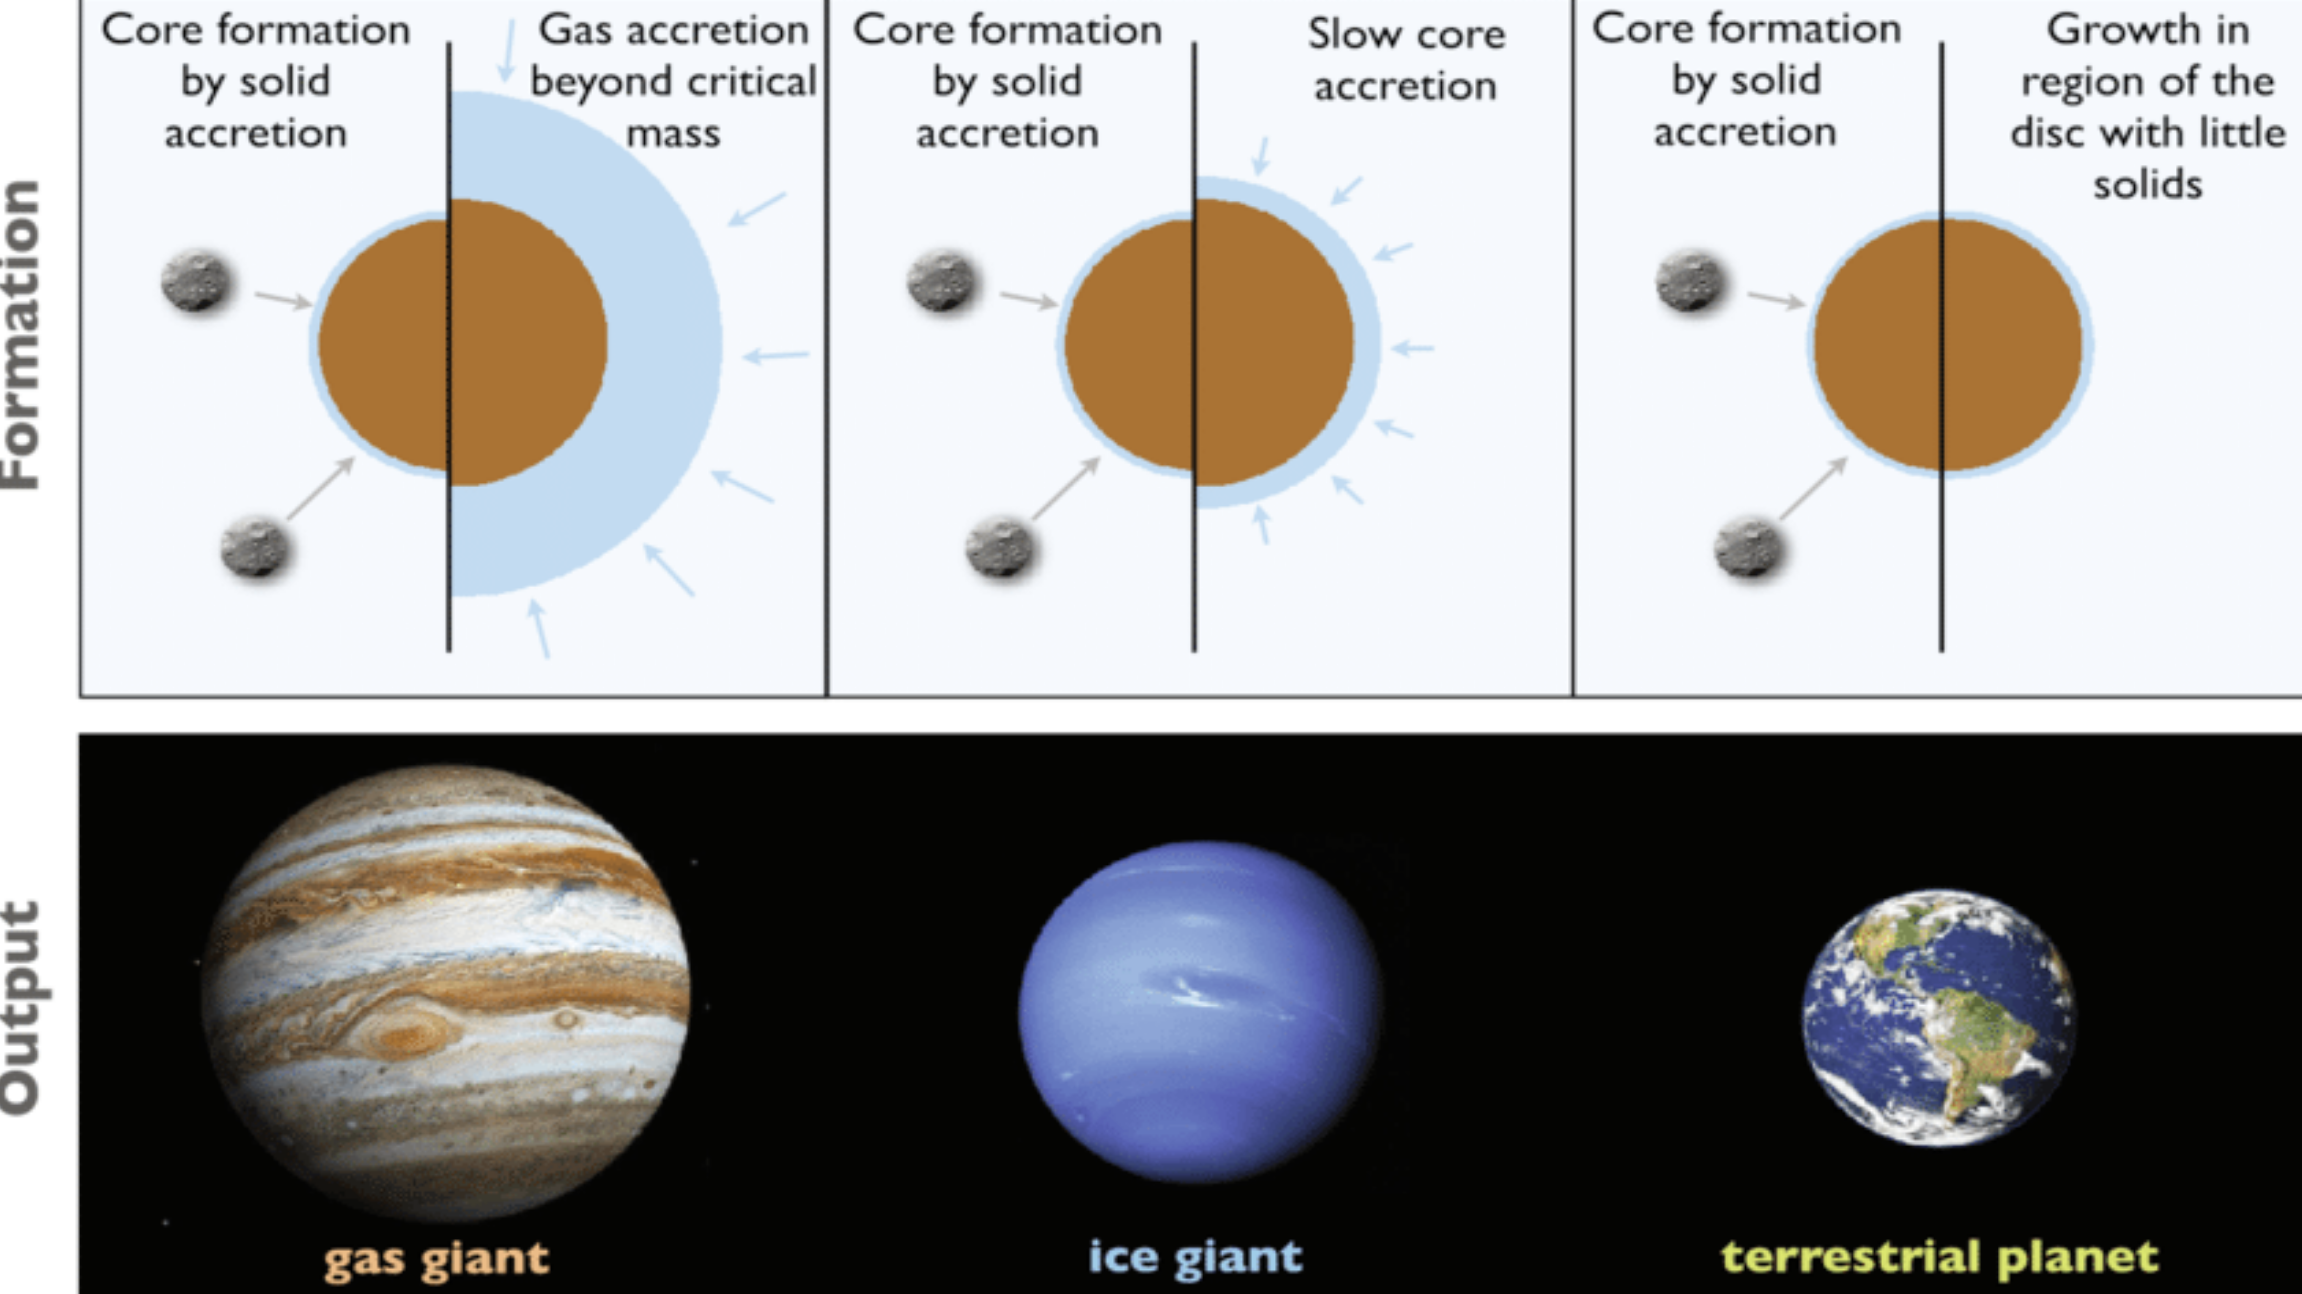 Formation
Core formation
by solid
accretion
Gas accretion
beyond critical
mass
Core formation
by solid
accretion
Slow core
accretion
Core formation
by solid
accretion
Growth in
region of the
disc with little
solids
Output
gas giant
ice giant
terrestrial planet